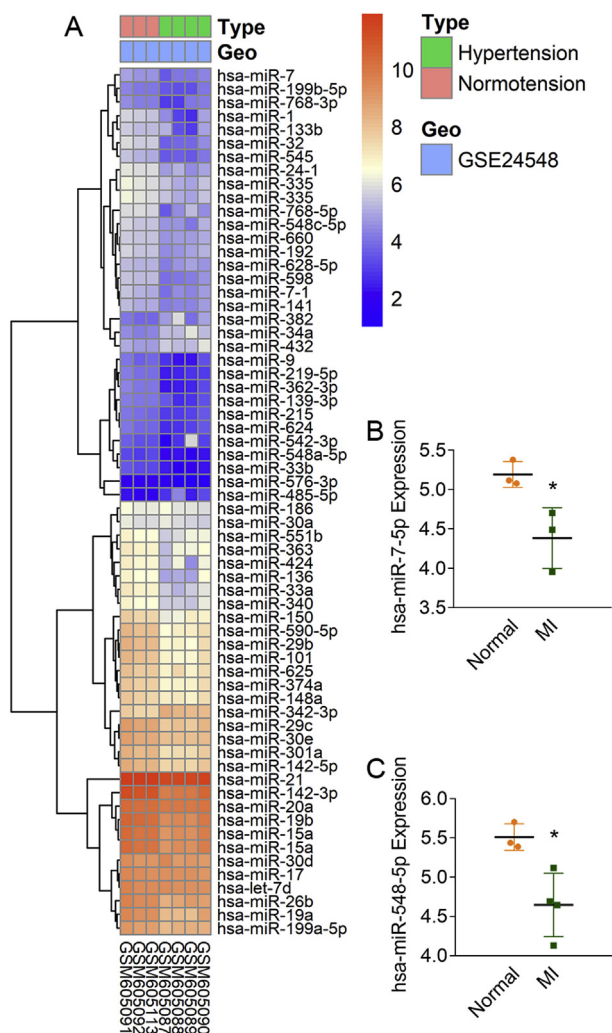 A
Type
Geo
hsa-miR-7
hsa-miR-199b-5p
hsa-miR-768-3p
hsa-miR-1
hsa-miR-133b
hsa-miR-32
hsa-miR-545
hsa-miR-24-1
hsa-miR-335
hsa-miR-335
hsa-miR-768-5p
hsa-miR-548c-5p
hsa-miR-660
hsa-miR-192
hsa-miR-628-5p
hsa-miR-598
hsa-miR-7-1
hsa-miR-141
hsa-miR-382
hsa-miR-34a
hsa-miR-432
hsa-miR-9
hsa-miR-219-5p
hsa-miR-362-3p
hsa-miR-139-3p
hsa-miR-215
hsa-miR-624
hsa-miR-542-3p
hsa-miR-548a-5p
hsa-miR-33b
hsa-miR-576-3p
hsa-miR-485-5p
hsa-miR-186
hsa-miR-30a
hsa-miR-551b
hsa-miR-363
hsa-miR-424
hsa-miR-136
hsa-miR-33a
hsa-miR-340
hsa-miR-150
hsa-miR-590-5p
hsa-miR-29b
hsa-miR-101
hsa-miR-625
hsa-miR-374a
hsa-miR-148a
hsa-miR-342-3p
hsa-miR-29c
hsa-miR-30e
hsa-miR-301a
hsa-miR-142-5p
hsa-miR-21
hsa-miR-142-3p
hsa-miR-20a
hsa-miR-19b
hsa-miR-15a
hsa-miR-15a
hsa-miR-30d
hsa-miR-17
hsa-let-7d
hsa-miR-26b
hsa-miR-19a
hsa-miR-199a-5p
GSM605091
GSM605092
GSM605113
GSM605087
GSM605088
GSM605089
GSM605090
10
8
6
4
2
Type
Hypertension
Normotension
Geo
GSE24548
B
hsa-miR-7-5p Expression
5.5
5.0
4.5
4.0
3.5
*
Normal
MI
C
hsa-miR-548-5p Expression
6.0
5.5
5.0
4.5
4.0
*
Normal
MI